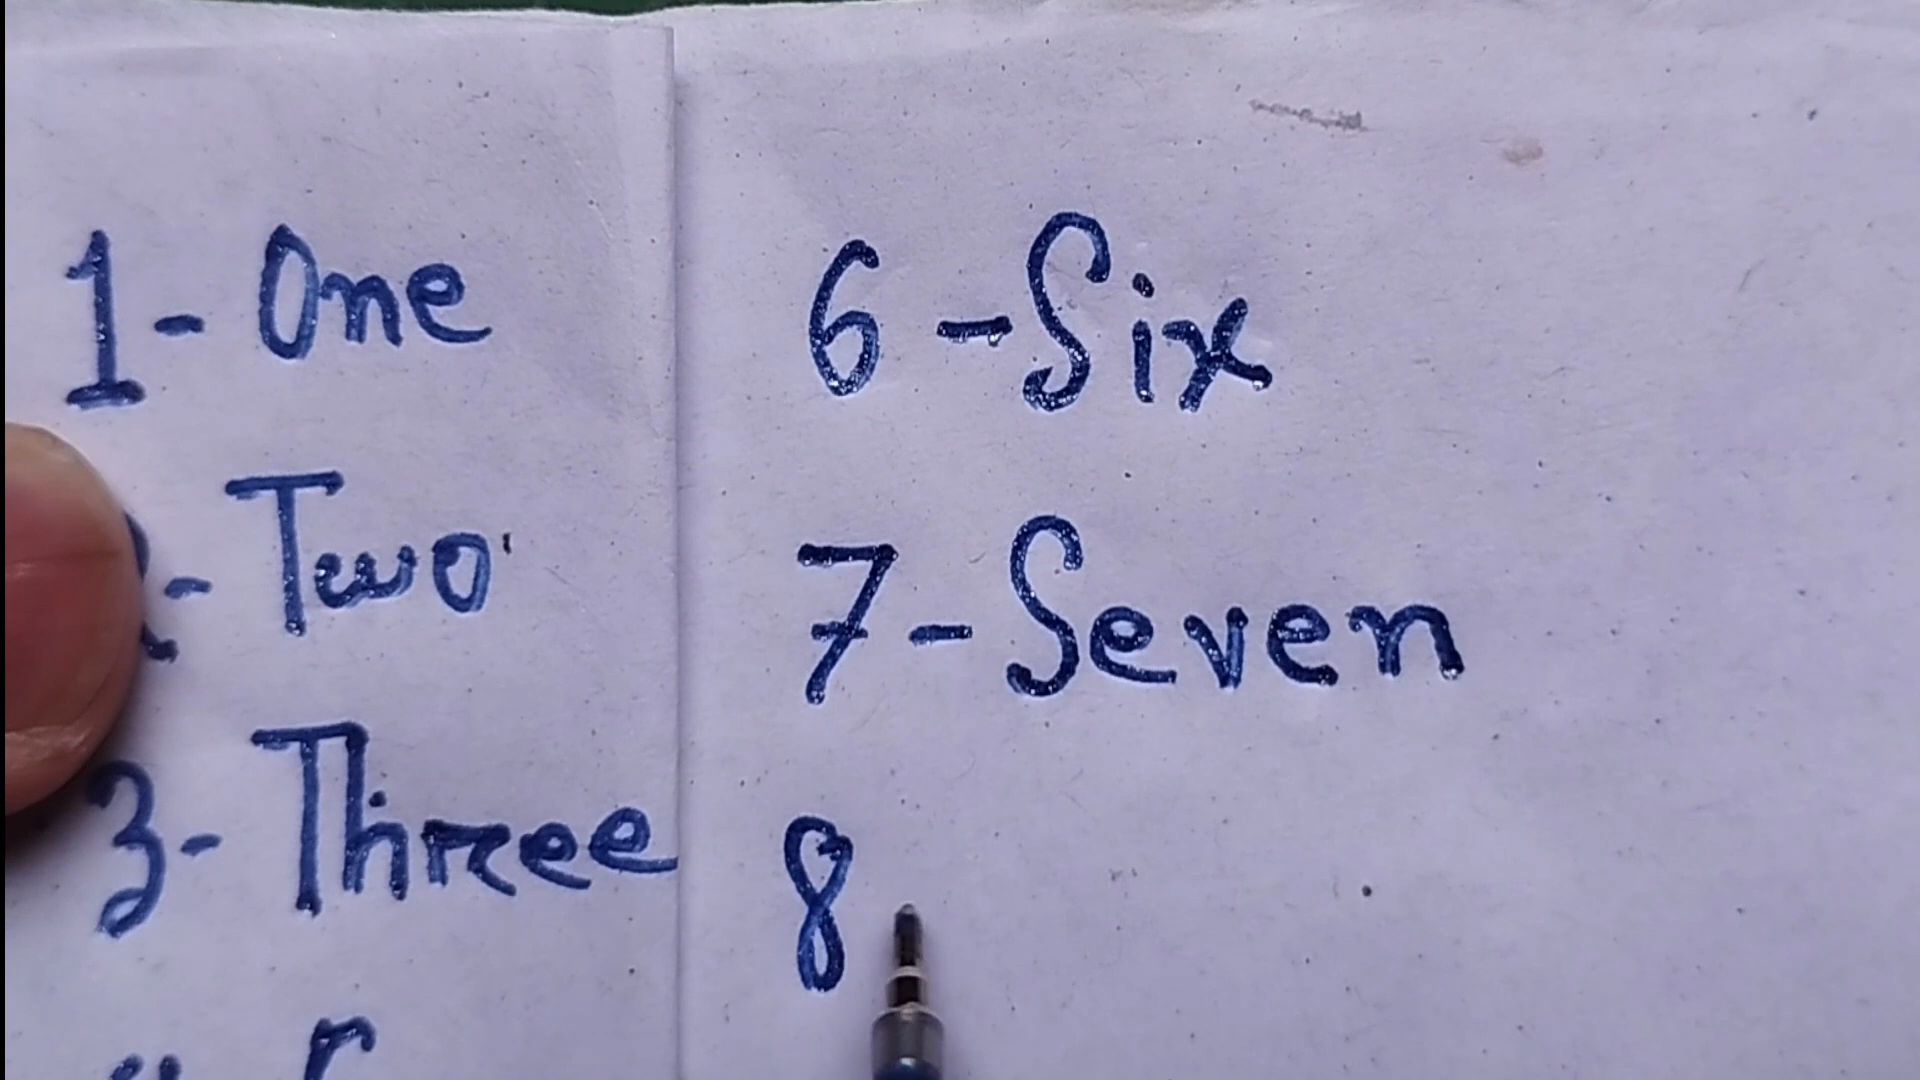 1 - One
- Two
3 - Three
6 - Six
7 - Seven
8